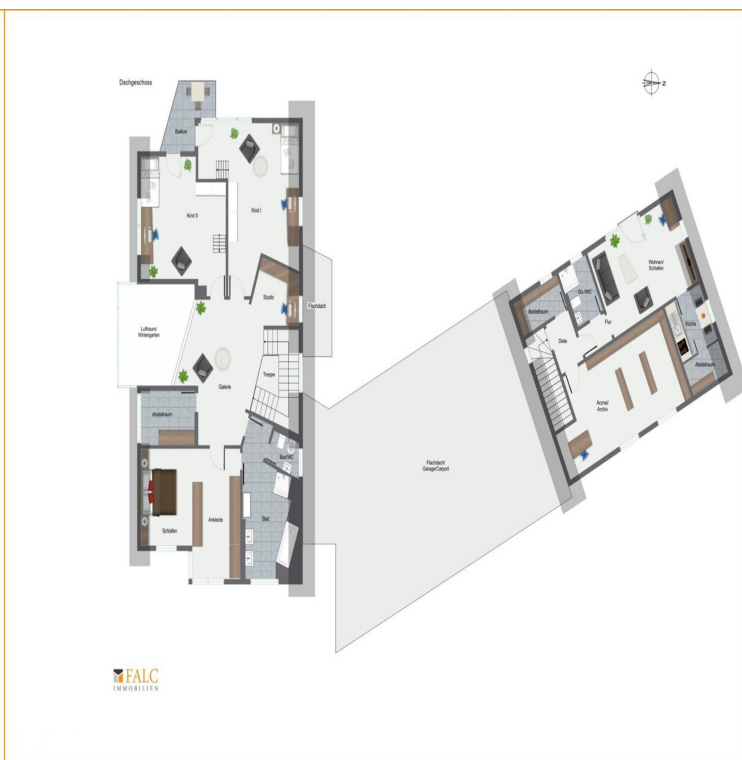 Dachgeschoss
N
Balkon
Kind I
Kind II
Studio
Flachdach
Luftraum/
Wintergarten
Treppe
Galerie
Abstellraum
Bad/WC
Schlafen
Ankleide
Bad
Flachdach/
Garage/Carport
Wohnen/
Schlafen
Du./WC
Abstellraum
Flur
Küche
Diele
Abstellraum
Archiv
FALC
IMMOBILIEN